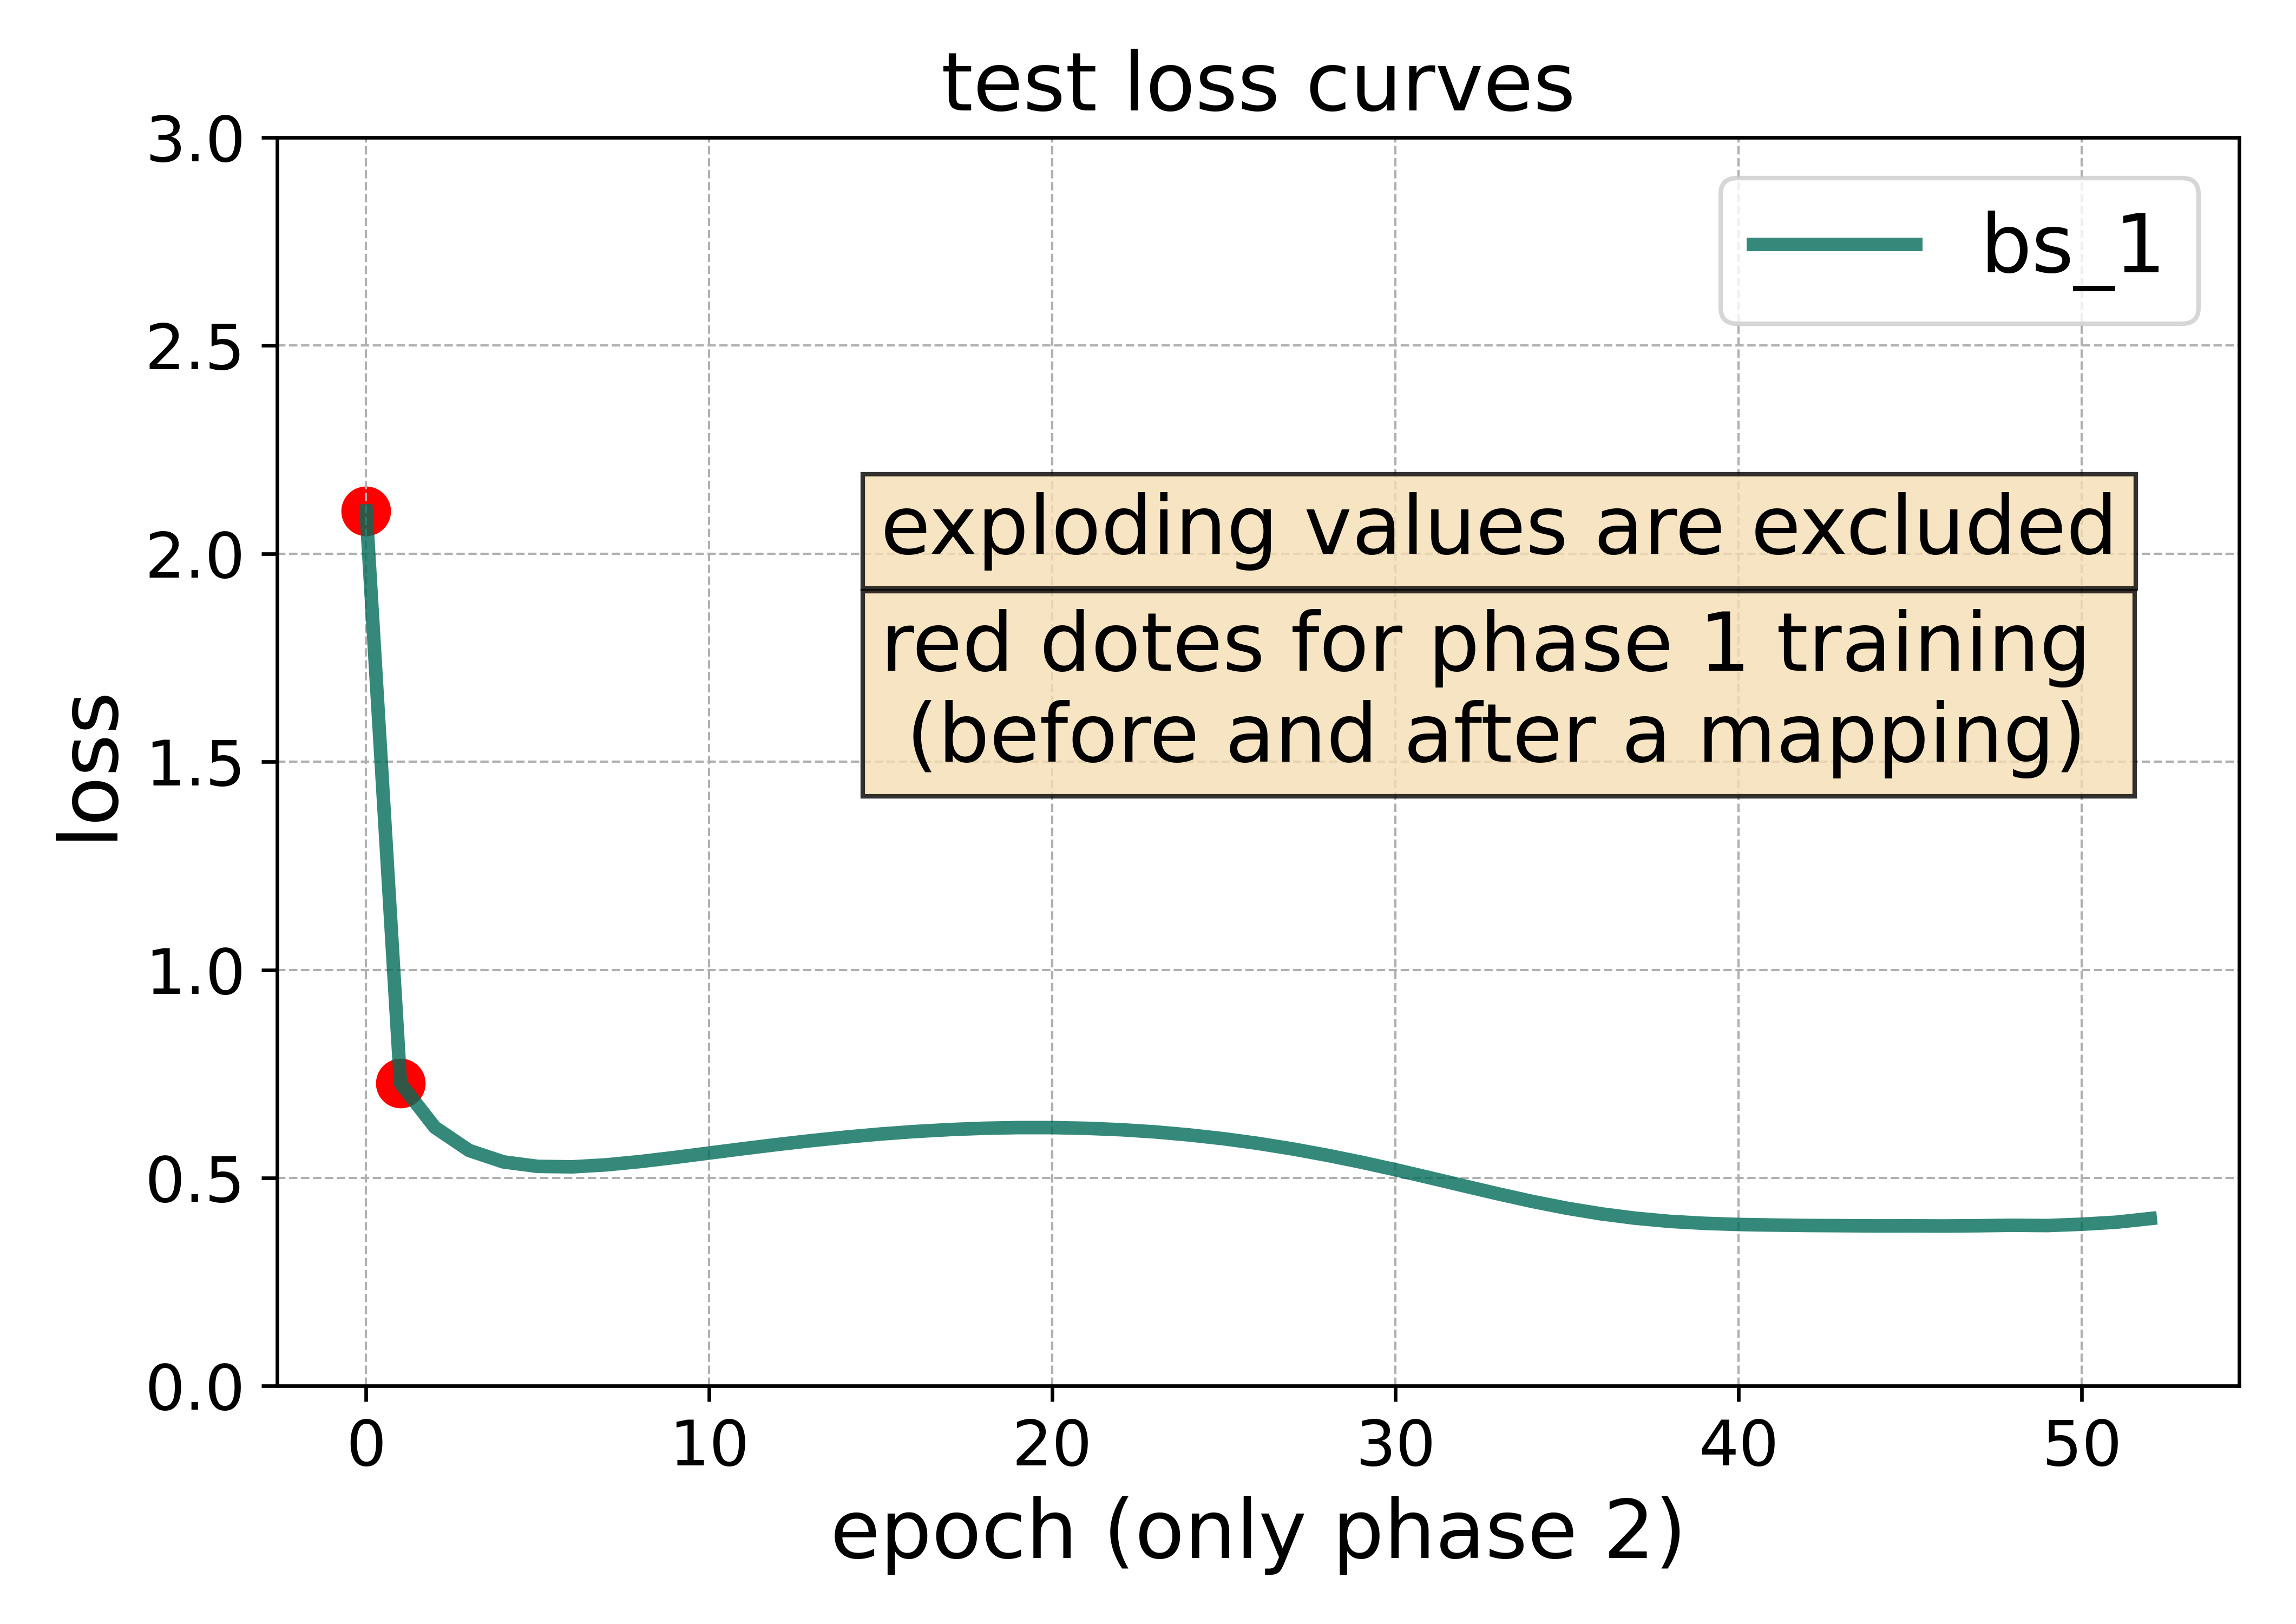 test loss curves
3.0
2.5
2.0
1.5
1.0
0.5
0.0
loss
bs_1
exploding values are excluded
red dotes for phase 1 training
(before and after a mapping)
0 10 20 30 40 50
epoch (only phase 2)